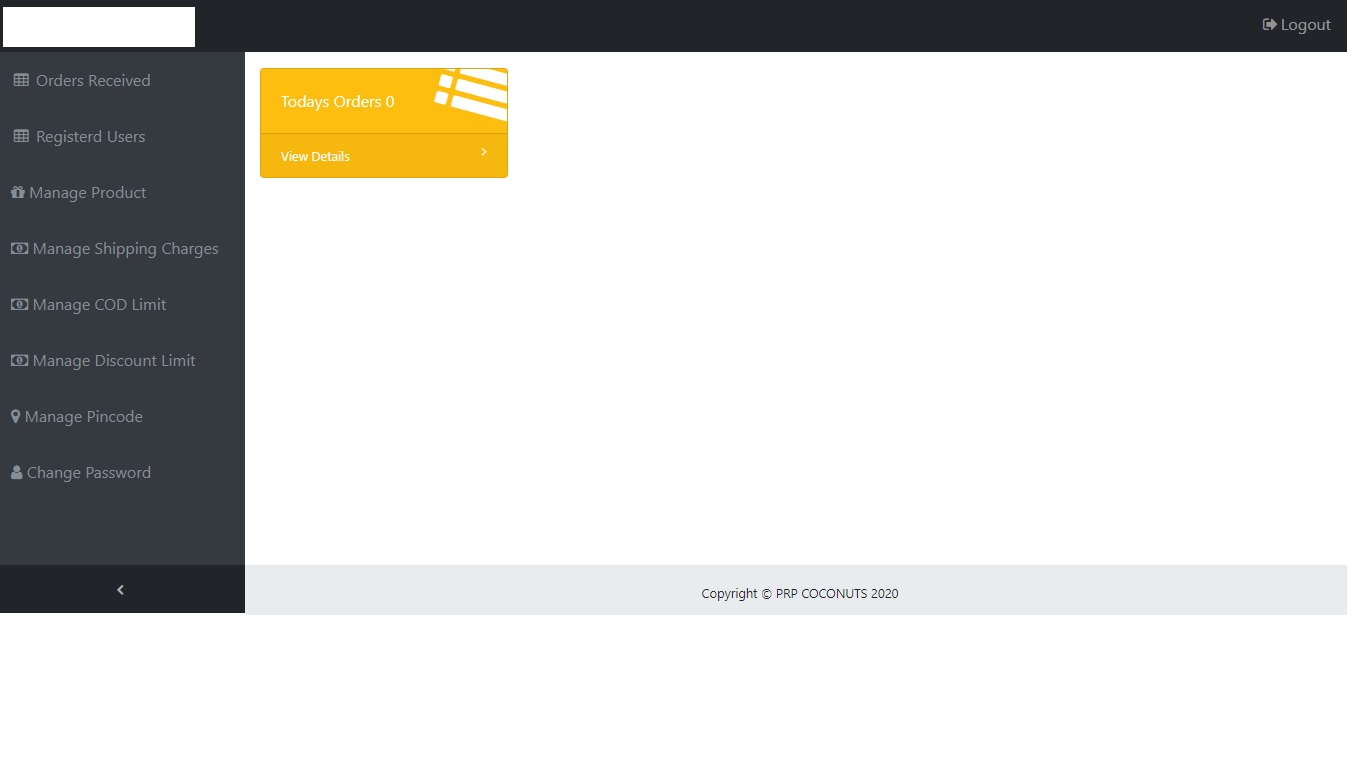 Logout
Orders Received
Registerd Users
Manage Product
Manage Shipping Charges
Manage COD Limit
Manage Discount Limit
Manage Pincode
Change Password
Todays Orders 0
View Details
Copyright © PRP COCONUTS 2020